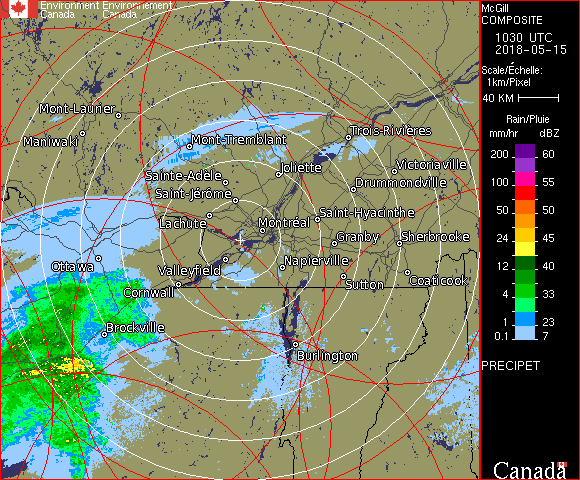 Environment Environnement
Canada Canada
McGill
COMPOSITE
1030 UTC
2018-05-15
Scale/Échelle:
1km/Pixel
40 KM
Rain/Pluie
mm/hr dBZ
200 60
100 55
50 50
24 45
12 40
4 33
1 23
0.1 7
PRECIPET
Mont-Laurier
Maniwaki
Mont-Tremblant
Trois-Rivières
Joliette
Victoriaville
Sainte-Adèle
Drummondville
Saint-Jérôme
Saint-Hyacinthe
Lachute
Montréal
Granby
Sherbrooke
Ottawa
Valleyfield
Napierville
Cornwall
Sutton
Coaticook
Brockville
Burlington
Canada